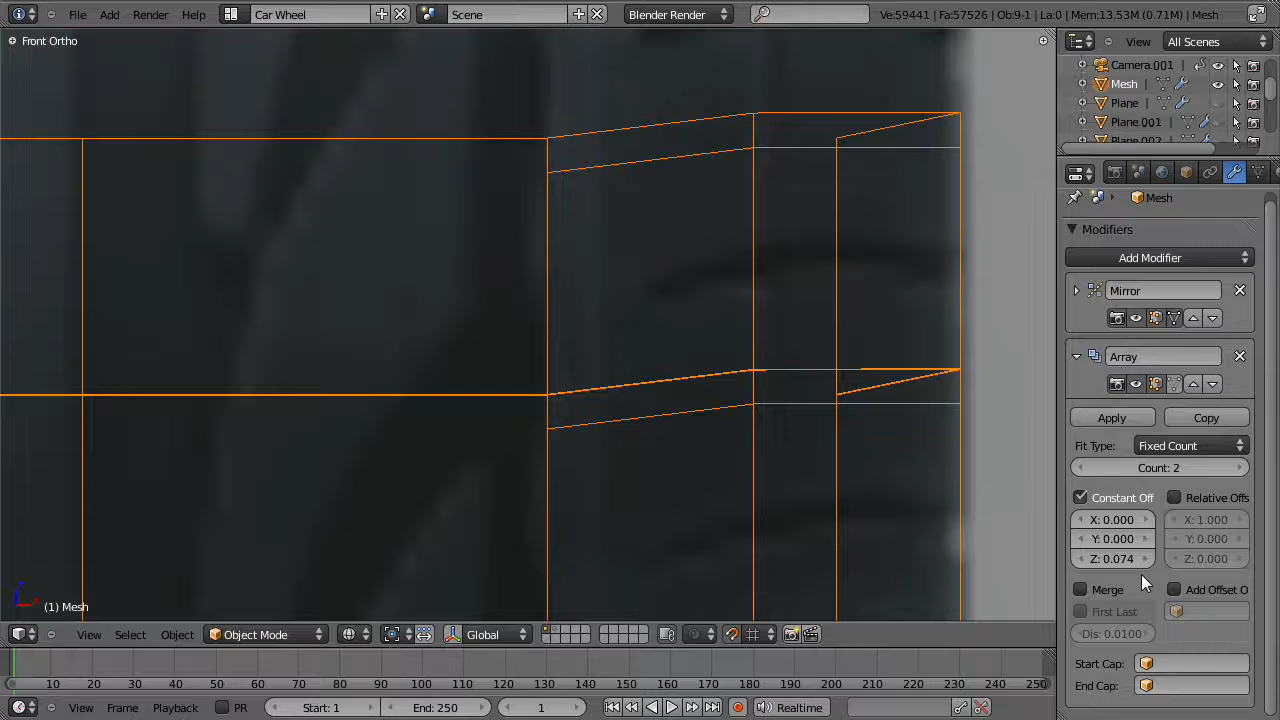 File Add Render Help Car Wheel Scene Blender Render Ve:59441 | Fa:57526 | Ob:9-1 | La:0 | Mem:13.53M (0.71M) | Mesh
Front Ortho
View All Scenes
Camera.001
Mesh
Plane
Plane.001
Plane.002
Mesh
Modifiers
Add Modifier
Mirror
Array
Apply Copy
Fit Type: Fixed Count
Count: 2
Constant Off Relative Offs
X: 0.000 X: 1.000
Y: 0.000 Y: 0.000
Z: 0.074 Z: 0.000
Merge Add Offset O
First Last
Dis: 0.0100
Start Cap:
End Cap:
(1) Mesh
View Select Object Object Mode Global
10 20 30 40 50 60 70 80 90 100 110 120 130 140 150 160 170 180 190 200 210 220 230 240 250
View Frame Playback PR Start: 1 End: 250 1 Realtime